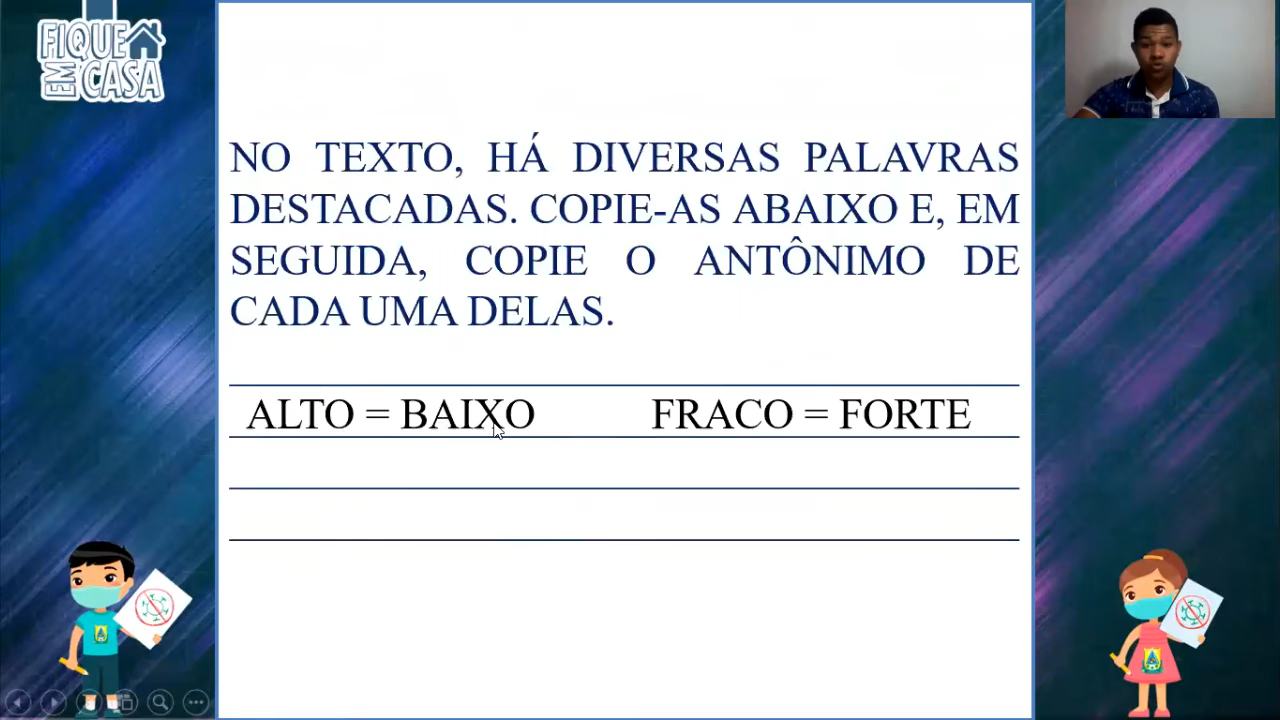 FIQUE
EM CASA
NO TEXTO, HÁ DIVERSAS PALAVRAS
DESTACADAS. COPIE-AS ABAIXO E, EM
SEGUIDA, COPIE O ANTÔNIMO DE
CADA UMA DELAS.
ALTO = BAIXO FRACO = FORTE